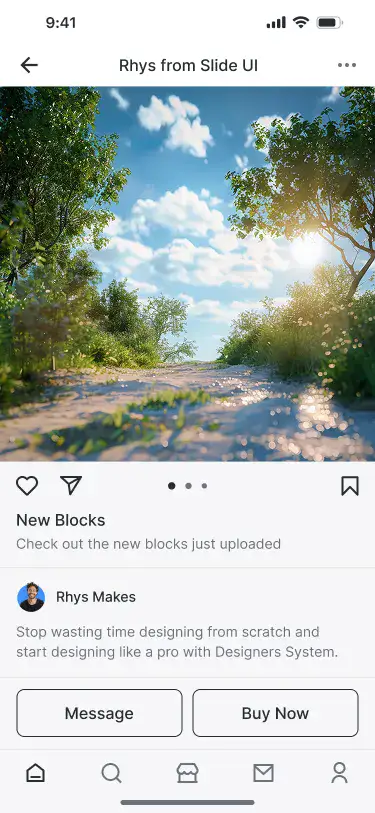 9:41
Rhys from Slide UI
New Blocks
Check out the new blocks just uploaded
Rhys Makes
Stop wasting time designing from scratch and
start designing like a pro with Designers System.
Message
Buy Now